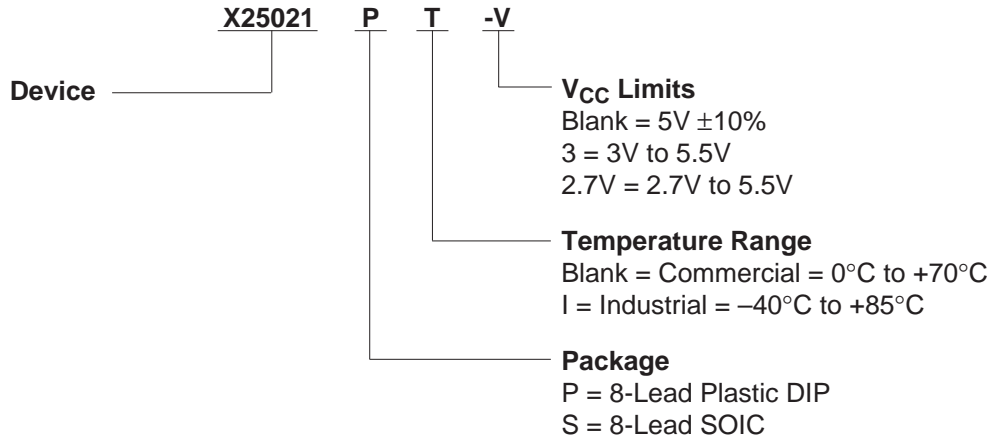 X25021 P T -V
Device
VCC Limits
Blank = 5V ±10%
3 = 3V to 5.5V
2.7V = 2.7V to 5.5V
Temperature Range
Blank = Commercial = 0°C to +70°C
I = Industrial = –40°C to +85°C
Package
P = 8-Lead Plastic DIP
S = 8-Lead SOIC